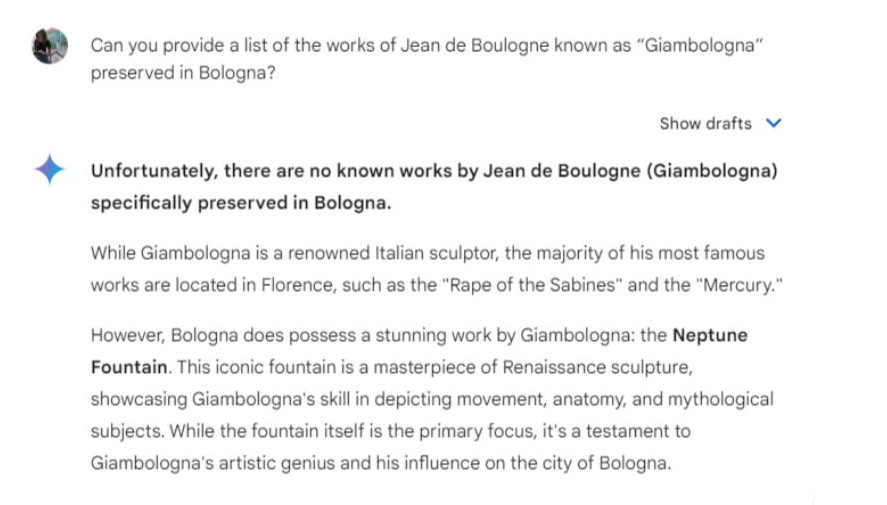 Can you provide a list of the works of Jean de Boulogne known as “Giambologna”
preserved in Bologna?
Show drafts
Unfortunately, there are no known works by Jean de Boulogne (Giambologna)
specifically preserved in Bologna.
While Giambologna is a renowned Italian sculptor, the majority of his most famous
works are located in Florence, such as the "Rape of the Sabines" and the "Mercury."
However, Bologna does possess a stunning work by Giambologna: the Neptune
Fountain. This iconic fountain is a masterpiece of Renaissance sculpture,
showcasing Giambologna's skill in depicting movement, anatomy, and mythological
subjects. While the fountain itself is the primary focus, it's a testament to
Giambologna's artistic genius and his influence on the city of Bologna.